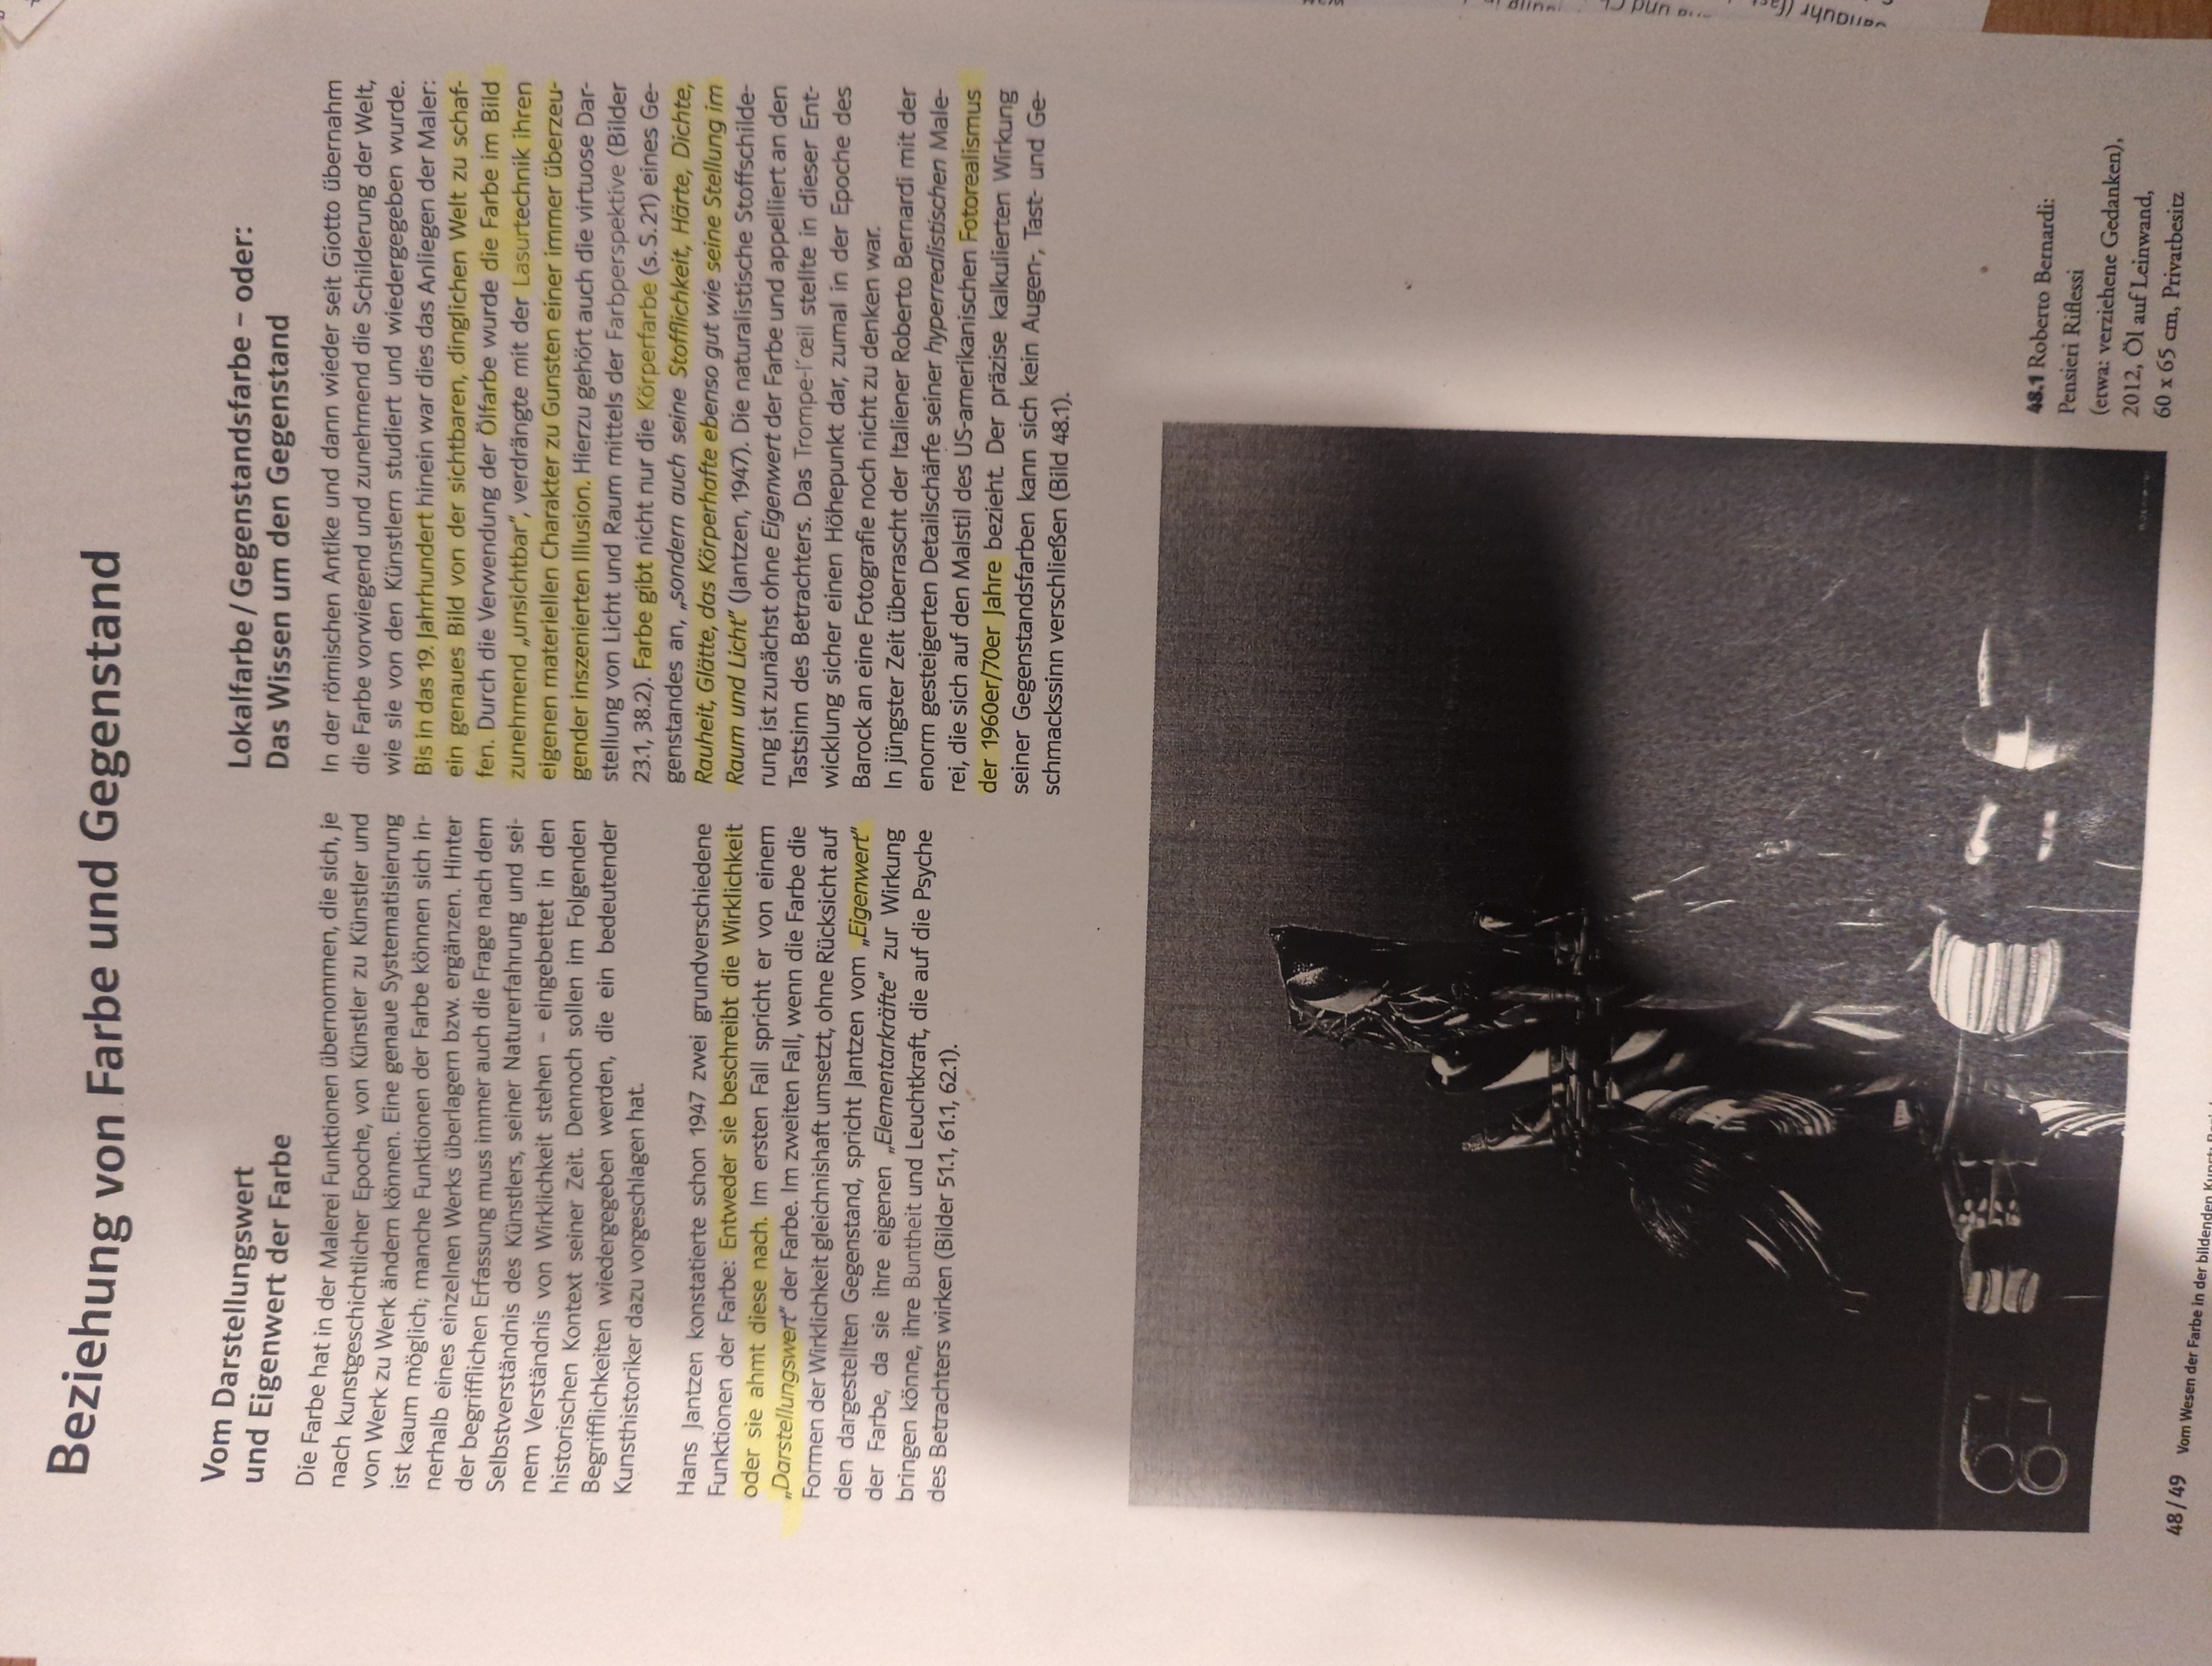 Beziehung von Farbe und Gegenstand
Vom Darstellungswert
und Eigenwert der Farbe
Die Farbe hat in der Malerei Funktionen übernommen, die sich, je
nach kunstgeschichtlicher Epoche, von Künstler zu Künstler und
von Werk zu Werk ändern können. Eine genaue Systematisierung
ist kaum möglich; manche Funktionen der Farbe können sich in-
nerhalb eines einzelnen Werks überlagern bzw. ergänzen. Hinter
der begrifflichen Erfassung muss immer auch die Frage nach dem
Selbstverständnis des Künstlers, seiner Naturerfahrung und sei-
nem Verständnis von Wirklichkeit stehen – eingebettet in den
historischen Kontext seiner Zeit. Dennoch sollen im Folgenden
Begrifflichkeiten wiedergegeben werden, die ein bedeutender
Kunsthistoriker dazu vorgeschlagen hat.
Hans Jantzen konstatierte schon 1947 zwei grundverschiedene
Funktionen der Farbe: Entweder sie beschreibt die Wirklichkeit
oder sie ahmt diese nach. Im ersten Fall spricht er von einem
„Darstellungswert" der Farbe. Im zweiten Fall, wenn die Farbe die
Formen der Wirklichkeit gleichnishaft umsetzt, ohne Rücksicht auf
den dargestellten Gegenstand, spricht Jantzen vom „Eigenwert"
der Farbe, da sie ihre eigenen „Elementarkräfte" zur Wirkung
bringen könne, ihre Buntheit und Leuchtkraft, die auf die Psyche
des Betrachters wirken (Bilder 51.1, 61.1, 62.1).
Lokalfarbe / Gegenstandsfarbe – oder:
Das Wissen um den Gegenstand
In der römischen Antike und dann wieder seit Giotto übernahm
die Farbe vorwiegend und zunehmend die Schilderung der Welt,
wie sie von den Künstlern studiert und wiedergegeben wurde.
Bis in das 19. Jahrhundert hinein war dies das Anliegen der Maler:
ein genaues Bild von der sichtbaren, dinglichen Welt zu schaf-
fen. Durch die Verwendung der Ölfarbe wurde die Farbe im Bild
zunehmend „unsichtbar", verdrängte mit der Lasurtechnik ihren
eigenen materiellen Charakter zu Gunsten einer immer überzeu-
gender inszenierten Illusion. Hierzu gehört auch die virtuose Dar-
stellung von Licht und Raum mittels der Farbperspektive (Bilder
23.1, 38.2). Farbe gibt nicht nur die Körperfarbe (s. S. 21) eines Ge-
genstandes an, „sondern auch seine Stofflichkeit, Härte, Dichte,
Rauheit, Glätte, das Körperhafte ebenso gut wie seine Stellung im
Raum und Licht" (Jantzen, 1947). Die naturalistische Stoffschilde-
rung ist zunächst ohne Eigenwert der Farbe und appelliert an den
Tastsinn des Betrachters. Das Trompe-l´œil stellte in dieser Ent-
wicklung sicher einen Höhepunkt dar, zumal in der Epoche des
Barock an eine Fotografie noch nicht zu denken war.
In jüngster Zeit überrascht der Italiener Roberto Bernardi mit der
enorm gesteigerten Detailschärfe seiner hyperrealistischen Male-
rei, die sich auf den Malstil des US-amerikanischen Fotorealismus
der 1960er/70er Jahre bezieht. Der präzise kalkulierten Wirkung
seiner Gegenstandsfarben kann sich kein Augen-, Tast- und Ge-
schmackssinn verschließen (Bild 48.1).
48.1 Roberto Bernardi:
Pensieri Riflessi
(etwa: verziehene Gedanken),
2012, Öl auf Leinwand,
60 x 65 cm, Privatbesitz
48 / 49 Vom Wesen der Farbe in der bildenden Kunst: